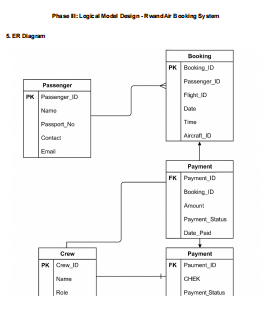 Phase III: Logical Model Design - RwandAir Booking System
5. ER Diagram
Booking
PK Booking_ID
Passenger_ID
Flight_ID
Date
Time
Aircraft_ID
Passenger
PK Passenger_ID
Name
Passport_No
Contact
Email
Payment
FK Payment_ID
Booking_ID
Amount
Payment_Status
Date_Paid
Crew
PK Crew_ID
Name
Role
Payment
FK Paument_ID
CHEK
Payment_Status